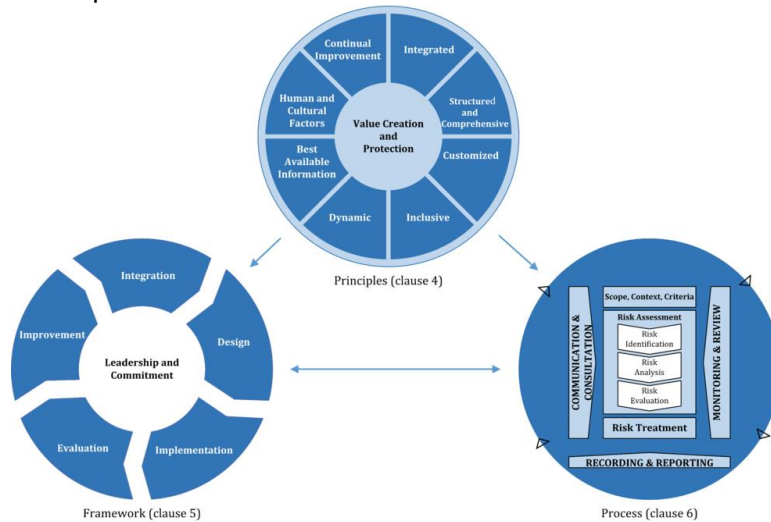 Continual
Improvement
Integrated
Human and
Cultural
Factors
Structured
and
Comprehensive
Value Creation
and
Protection
Best
Available
Information
Customized
Dynamic
Inclusive
Principles (clause 4)
Integration
Improvement
Design
Leadership and
Commitment
Evaluation
Implementation
Framework (clause 5)
Scope, Context, Criteria
Risk Assessment
Risk
Identification
Risk
Analysis
Risk
Evaluation
Risk Treatment
COMMUNICATION &
CONSULTATION
MONITORING & REVIEW
RECORDING & REPORTING
Process (clause 6)